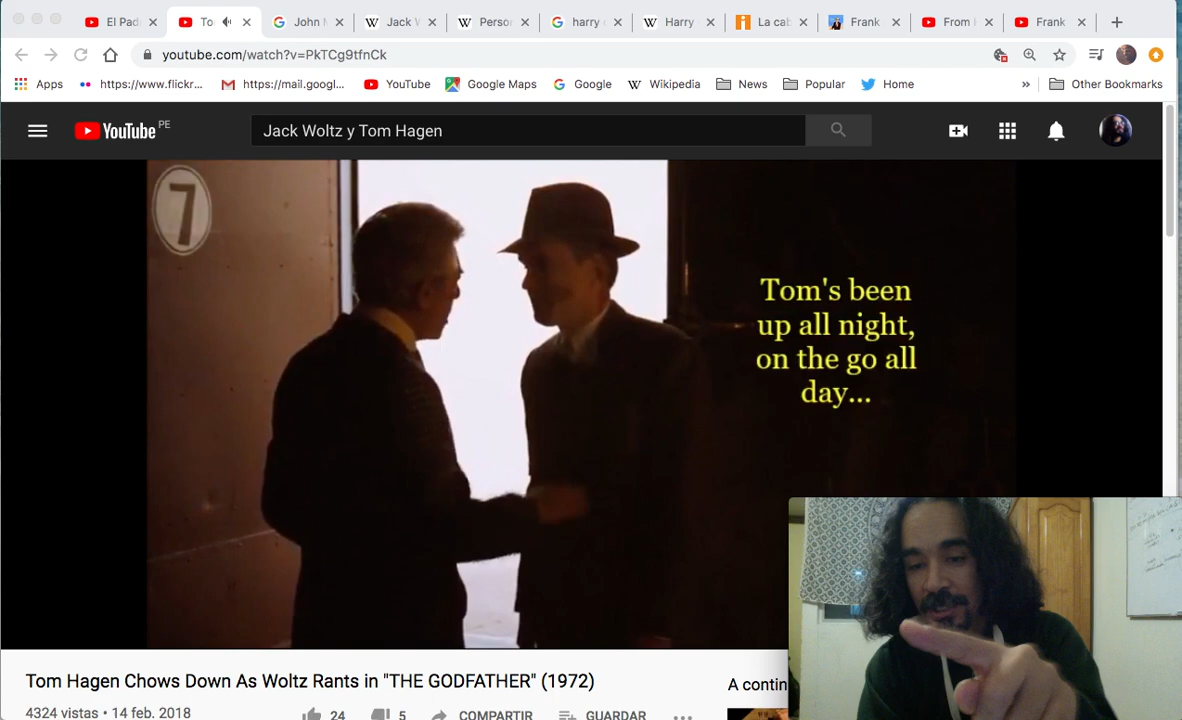 El Pad
To
John M
Jack W
Perso
harry
Harry
La cab
Frank
From
Frank
youtube.com/watch?v=PkTCg9tfnCk
Apps https://www.flickr... https://mail.googl... YouTube Google Maps Google Wikipedia News Popular Home » Other Bookmarks
YouTube PE
Jack Woltz y Tom Hagen
7
Tom's been
up all night,
on the go all
day...
Tom Hagen Chows Down As Woltz Rants in "THE GODFATHER" (1972)
A contin
4324 vistas • 14 feb. 2018
24 5 COMPARTIR GUARDAR ...